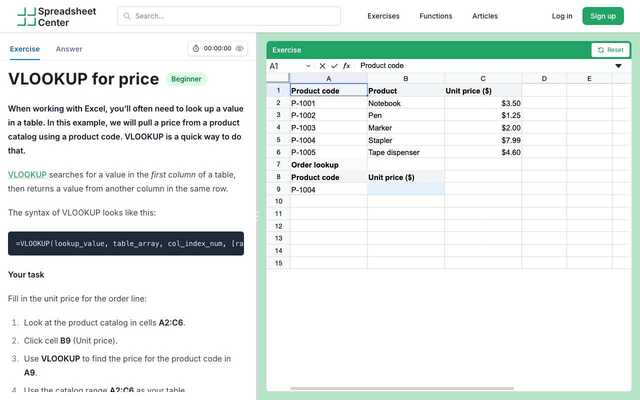 Spreadsheet
Center
Search...
Exercises
Functions
Articles
Log in
Sign up
Exercise
Answer
00:00:00
VLOOKUP for price
Beginner
When working with Excel, you'll often need to look up a value
in a table. In this example, we will pull a price from a product
catalog using a product code. VLOOKUP is a quick way to do
that.
VLOOKUP searches for a value in the first column of a table,
then returns a value from another column in the same row.
The syntax of VLOOKUP looks like this:
=VLOOKUP(lookup_value, table_array, col_index_num, [ra
Your task
Fill in the unit price for the order line:
1. Look at the product catalog in cells A2:C6.
2. Click cell B9 (Unit price).
3. Use VLOOKUP to find the price for the product code in
A9.
4. Use the catalog range A2:C6 as your table.
Exercise
Reset
A1
fx
Product code
A B C D E
1 Product code Product Unit price ($)
2 P-1001 Notebook $3.50
3 P-1002 Pen $1.25
4 P-1003 Marker $2.00
5 P-1004 Stapler $7.99
6 P-1005 Tape dispenser $4.60
7 Order lookup
8 Product code Unit price ($)
9 P-1004
10
11
12
13
14
15